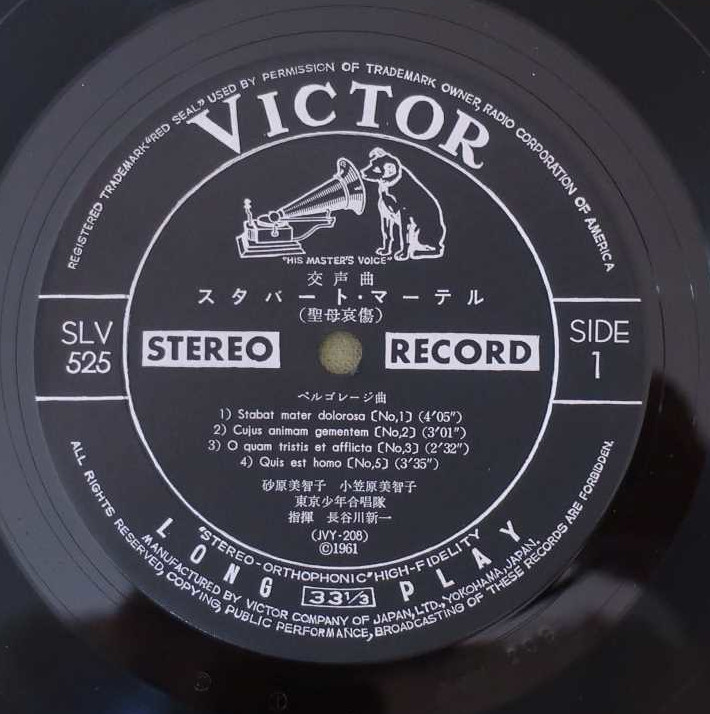 REGISTERED TRADEMARK "RED SEAL" USED BY PERMISSION OF TRADEMARK OWNER, RADIO CORPORATION OF AMERICA
VICTOR
"HIS MASTER'S VOICE"
交声曲
スタバート・マーテル
(聖母哀傷)
SLV
525
STEREO
RECORD
SIDE
1
ペルゴレージ曲
1) Stabat mater dolorosa [No,1] (4′05″)
2) Cujus animam gementem [No,2] (3′01″)
3) O quam tristis et afflicta [No,3] (2′32″)
4) Quis est homo [No,5] (3′35″)
砂原美智子 小笠原美智子
東京少年合唱隊
指揮 長谷川新一
(JVY-208)
©1961
"STEREO-ORTHOPHONIC" HIGH-FIDELITY
LONG PLAY
33 1/3
MANUFACTURED BY VICTOR COMPANY OF JAPAN, LTD., YOKOHAMA, JAPAN.
ALL RIGHTS RESERVED, COPYING, PUBLIC PERFORMANCE, BROADCASTING OF THESE RECORDS ARE FORBIDDEN.